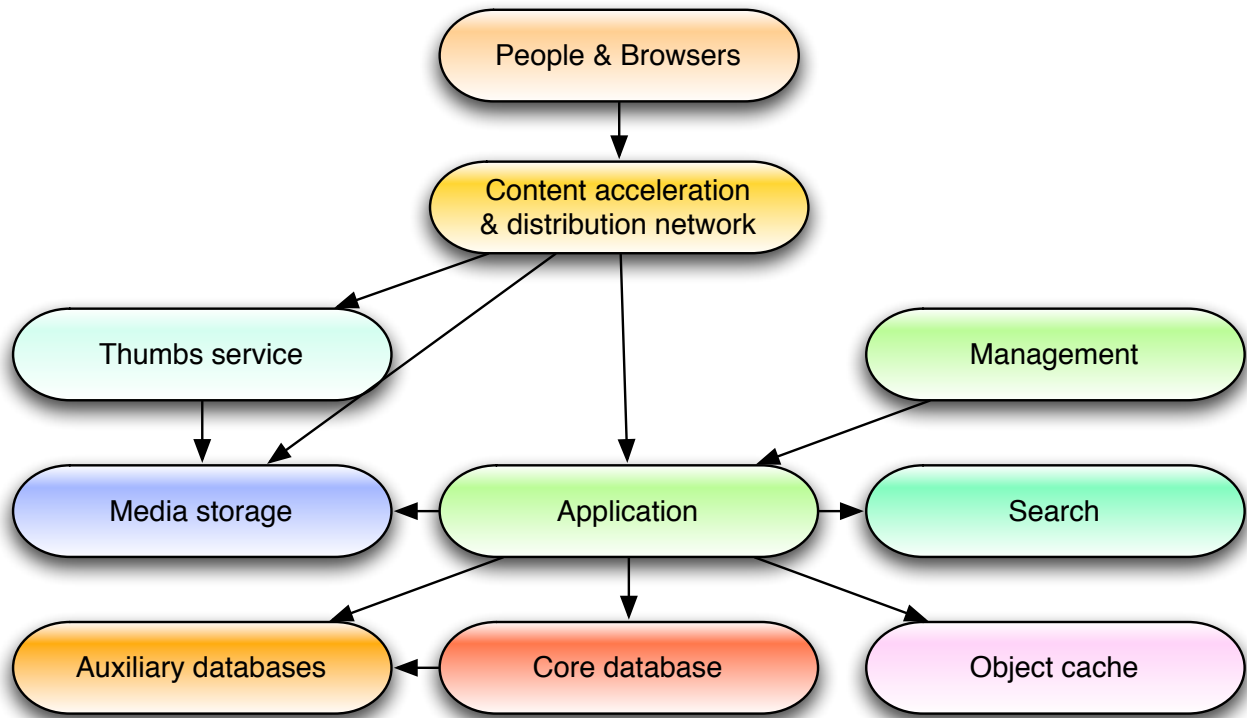 People & Browsers
Content acceleration
& distribution network
Thumbs service
Management
Media storage
Application
Search
Auxiliary databases
Core database
Object cache